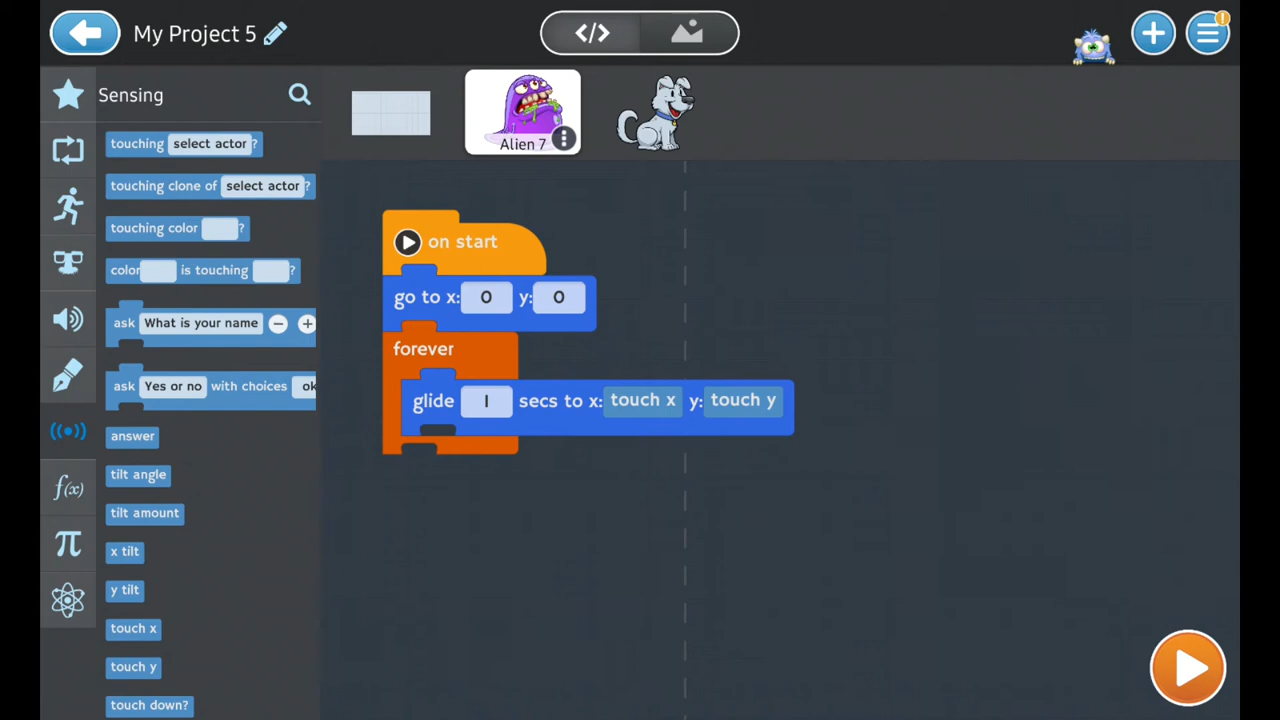 My Project 5
</>
!
Sensing
Alien 7
touching select actor ?
touching clone of select actor ?
touching color ?
color is touching ?
ask What is your name − +
ask Yes or no with choices ok
answer
tilt angle
tilt amount
x tilt
y tilt
touch x
touch y
touch down?
f(x)
π
on start
go to x: 0 y: 0
forever
glide 1 secs to x: touch x y: touch y